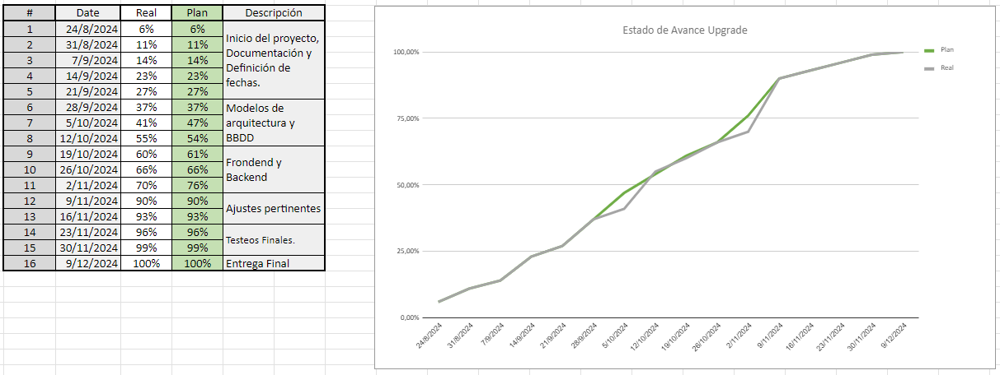 # Date Real Plan Descripción
1 24/8/2024 6% 6% Inicio del proyecto,
2 31/8/2024 11% 11% Documentación y
3 7/9/2024 14% 14% Definición de
4 14/9/2024 23% 23% fechas.
5 21/9/2024 27% 27%
6 28/9/2024 37% 37% Modelos de
7 5/10/2024 41% 47% arquitectura y
8 12/10/2024 55% 54% BBDD
9 19/10/2024 60% 61% Frondend y
10 26/10/2024 66% 66% Backend
11 2/11/2024 70% 76%
12 9/11/2024 90% 90% Ajustes pertinentes
13 16/11/2024 93% 93%
14 23/11/2024 96% 96% Testeos Finales.
15 30/11/2024 99% 99%
16 9/12/2024 100% 100% Entrega Final
Estado de Avance Upgrade
Plan
Real
100,00%
75,00%
50,00%
25,00%
0,00%
24/8/2024
31/8/2024
7/9/2024
14/9/2024
21/9/2024
28/9/2024
5/10/2024
12/10/2024
19/10/2024
26/10/2024
2/11/2024
9/11/2024
16/11/2024
23/11/2024
30/11/2024
9/12/2024